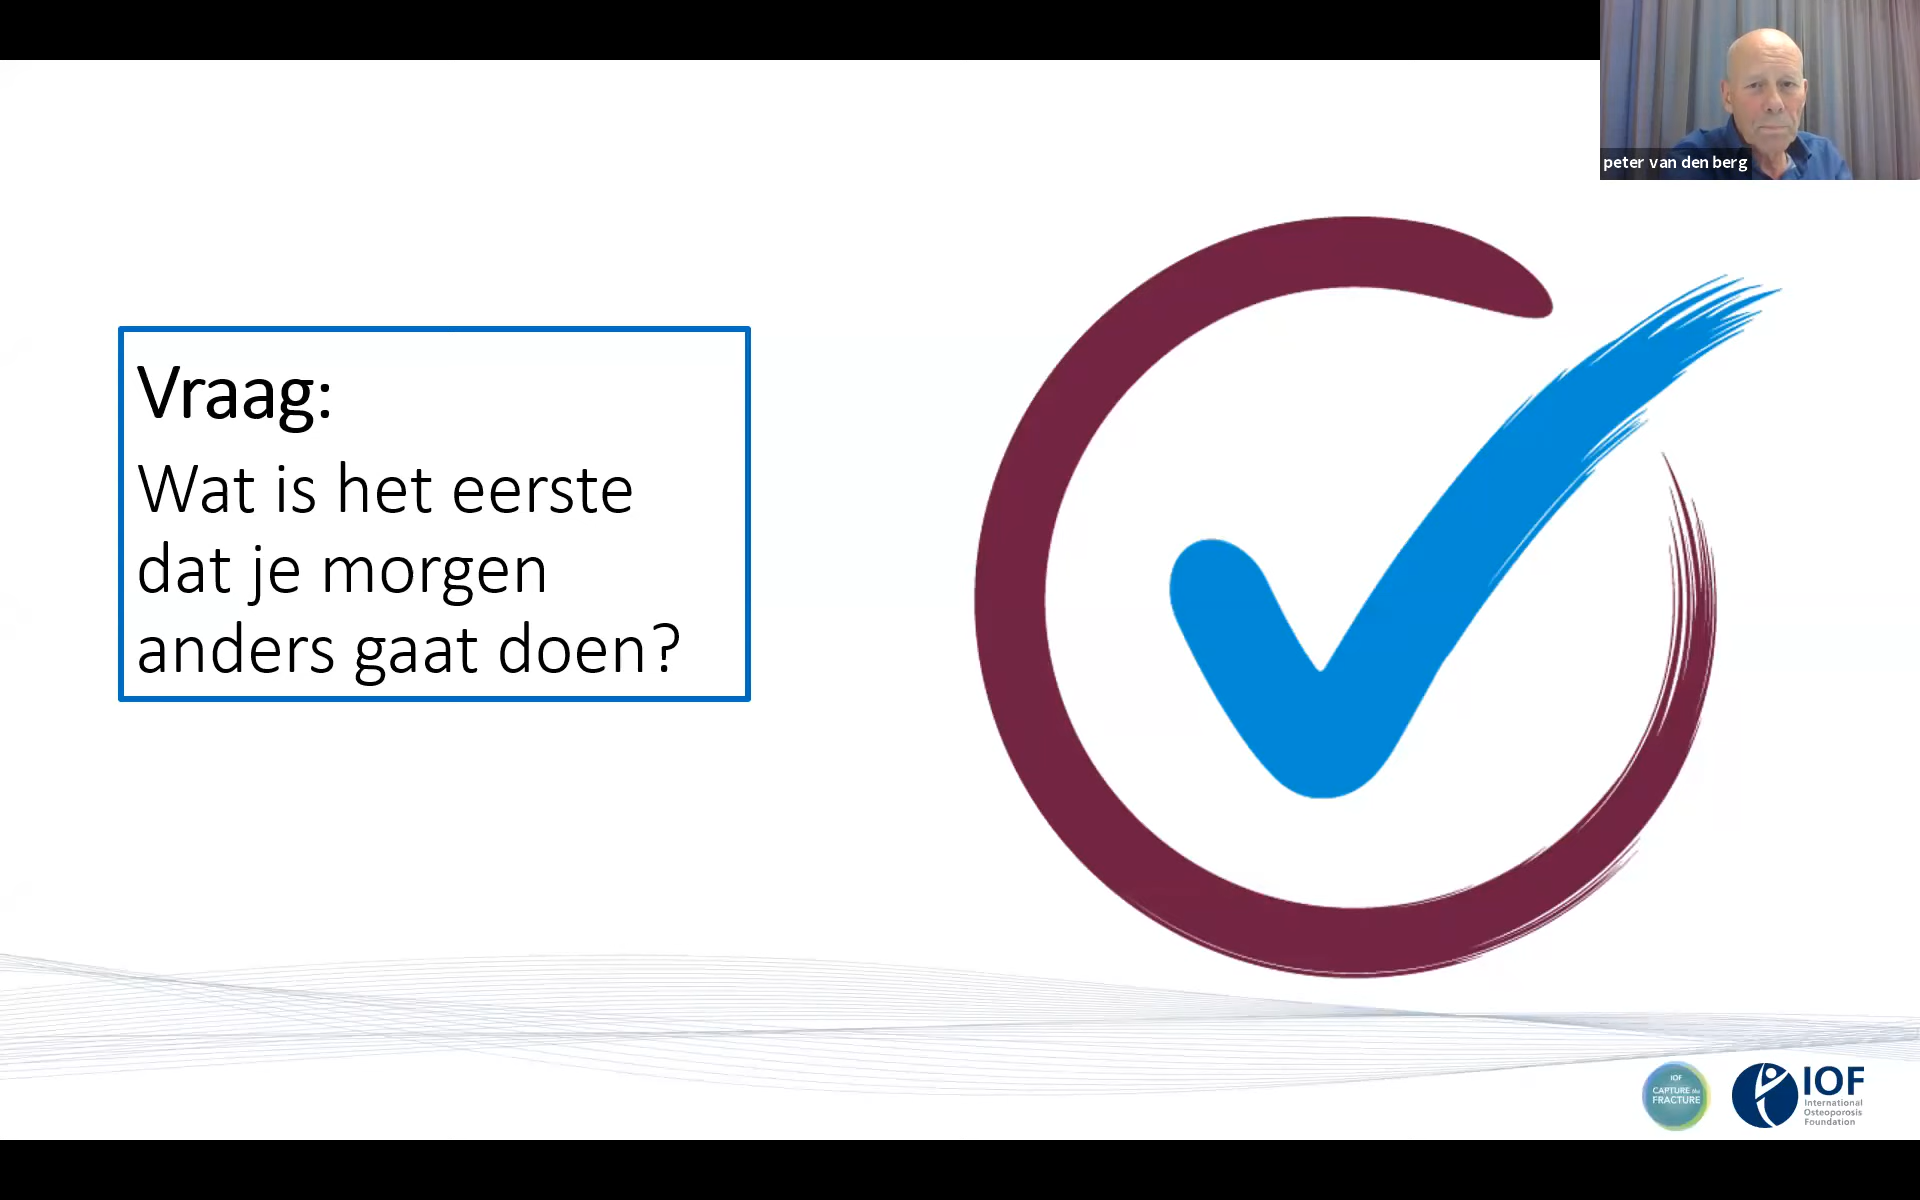 peter van den berg
Vraag:
Wat is het eerste
dat je morgen
anders gaat doen?
IOF
CAPTURE the
FRACTURE
IOF
International
Osteoporosis
Foundation